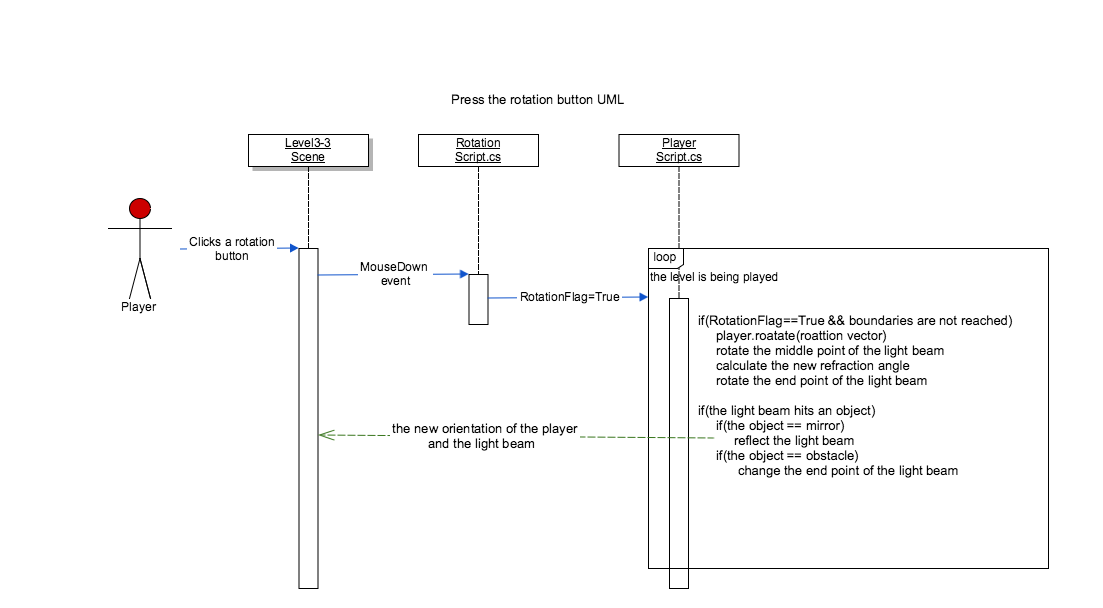 Press the rotation button UML
Level3-3
Scene
Rotation
Script.cs
Player
Script.cs
Clicks a rotation
button
Player
MouseDown
event
RotationFlag=True
loop
the level is being played
if(RotationFlag==True && boundaries are not reached)
player.roatate(roattion vector)
rotate the middle point of the light beam
calculate the new refraction angle
rotate the end point of the light beam
if(the light beam hits an object)
if(the object == mirror)
reflect the light beam
if(the object == obstacle)
change the end point of the light beam
the new orientation of the player
and the light beam